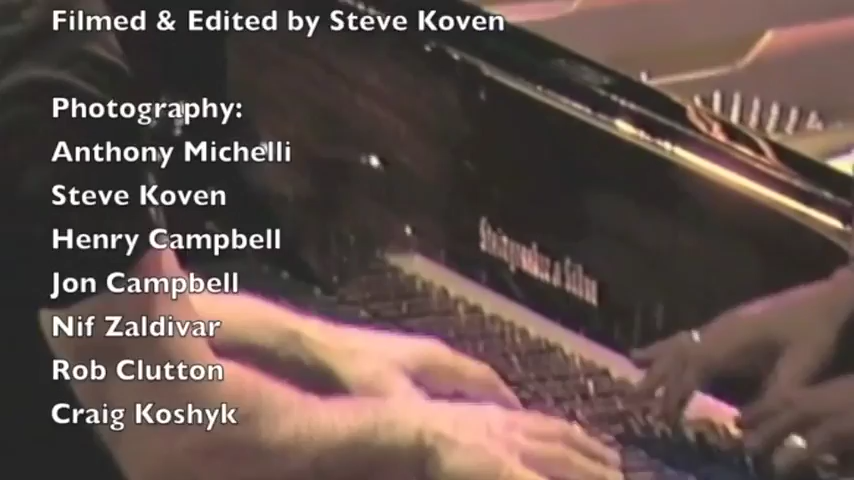 Filmed & Edited by Steve Koven
Photography:
Anthony Michelli
Steve Koven
Henry Campbell
Jon Campbell
Nif Zaldivar
Rob Clutton
Craig Koshyk